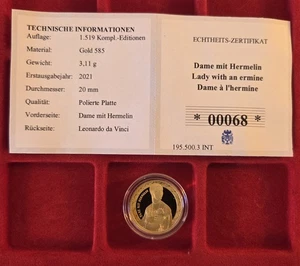 TECHNISCHE INFORMATIONEN
Auflage: 1.519 Kompl.-Editionen
Material: Gold 585
Gewicht: 3,11 g
Erstausgabejahr: 2021
Durchmesser: 20 mm
Qualität: Polierte Platte
Vorderseite: Dame mit Hermelin
Rückseite: Leonardo da Vinci
ECHTHEITS-ZERTIFIKAT
Dame mit Hermelin
Lady with an ermine
Dame à l'hermine
* 00068 *
195.500.3 INT